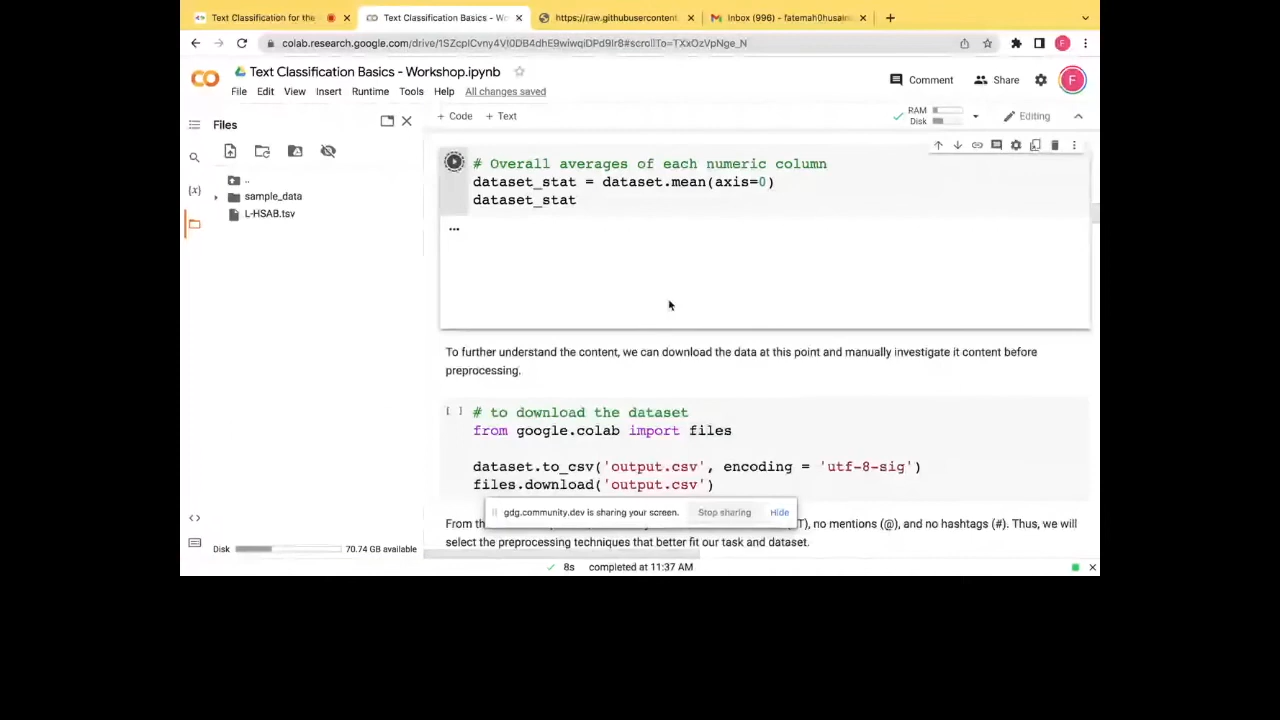 Text Classification for the
Text Classification Basics - Wo
https://raw.githubusercontent.
Inbox (996) - fatemah0husain
colab.research.google.com/drive/
F
Text Classification Basics - Workshop.ipynb
Comment
Share
F
File Edit View Insert Runtime Tools Help All changes saved
Files
+ Code + Text
RAM
Disk
Editing
{x}
..
sample_data
L-HSAB.tsv
# Overall averages of each numeric column
dataset_stat = dataset.mean(axis=0)
dataset_stat
...
To further understand the content, we can download the data at this point and manually investigate it content before
preprocessing.
[ ] # to download the dataset
from google.colab import files
dataset.to_csv('output.csv', encoding = 'utf-8-sig')
files.download('output.csv')
gdg.community.dev is sharing your screen. Stop sharing Hide
From th T), no mentions (@), and no hashtags (#). Thus, we will
select the preprocessing techniques that better fit our task and dataset.
Disk 70.74 GB available
8s completed at 11:37 AM